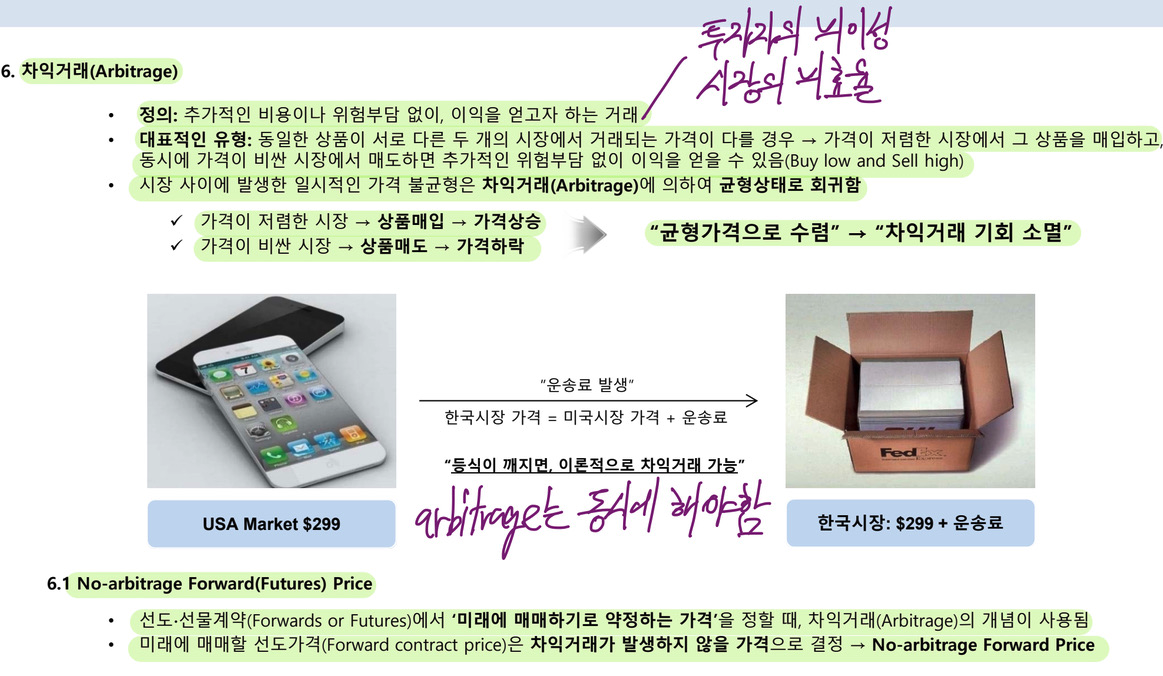 투자자의 비이성
시장의 비효율
6. 차익거래(Arbitrage)
• 정의: 추가적인 비용이나 위험부담 없이, 이익을 얻고자 하는 거래
• 대표적인 유형: 동일한 상품이 서로 다른 두 개의 시장에서 거래되는 가격이 다를 경우 → 가격이 저렴한 시장에서 그 상품을 매입하고,
동시에 가격이 비싼 시장에서 매도하면 추가적인 위험부담 없이 이익을 얻을 수 있음(Buy low and Sell high)
• 시장 사이에 발생한 일시적인 가격 불균형은 차익거래(Arbitrage)에 의하여 균형상태로 회귀함
✓ 가격이 저렴한 시장 → 상품매입 → 가격상승
✓ 가격이 비싼 시장 → 상품매도 → 가격하락
“균형가격으로 수렴” → “차익거래 기회 소멸”
“운송료 발생“
한국시장 가격 = 미국시장 가격 + 운송료
“등식이 깨지면, 이론적으로 차익거래 가능”
arbitrage는 동시에 해야함
FedEx
USA Market $299
한국시장: $299 + 운송료
6.1 No-arbitrage Forward(Futures) Price
• 선도·선물계약(Forwards or Futures)에서 ‘미래에 매매하기로 약정하는 가격’을 정할 때, 차익거래(Arbitrage)의 개념이 사용됨
• 미래에 매매할 선도가격(Forward contract price)은 차익거래가 발생하지 않을 가격으로 결정 → No-arbitrage Forward Price